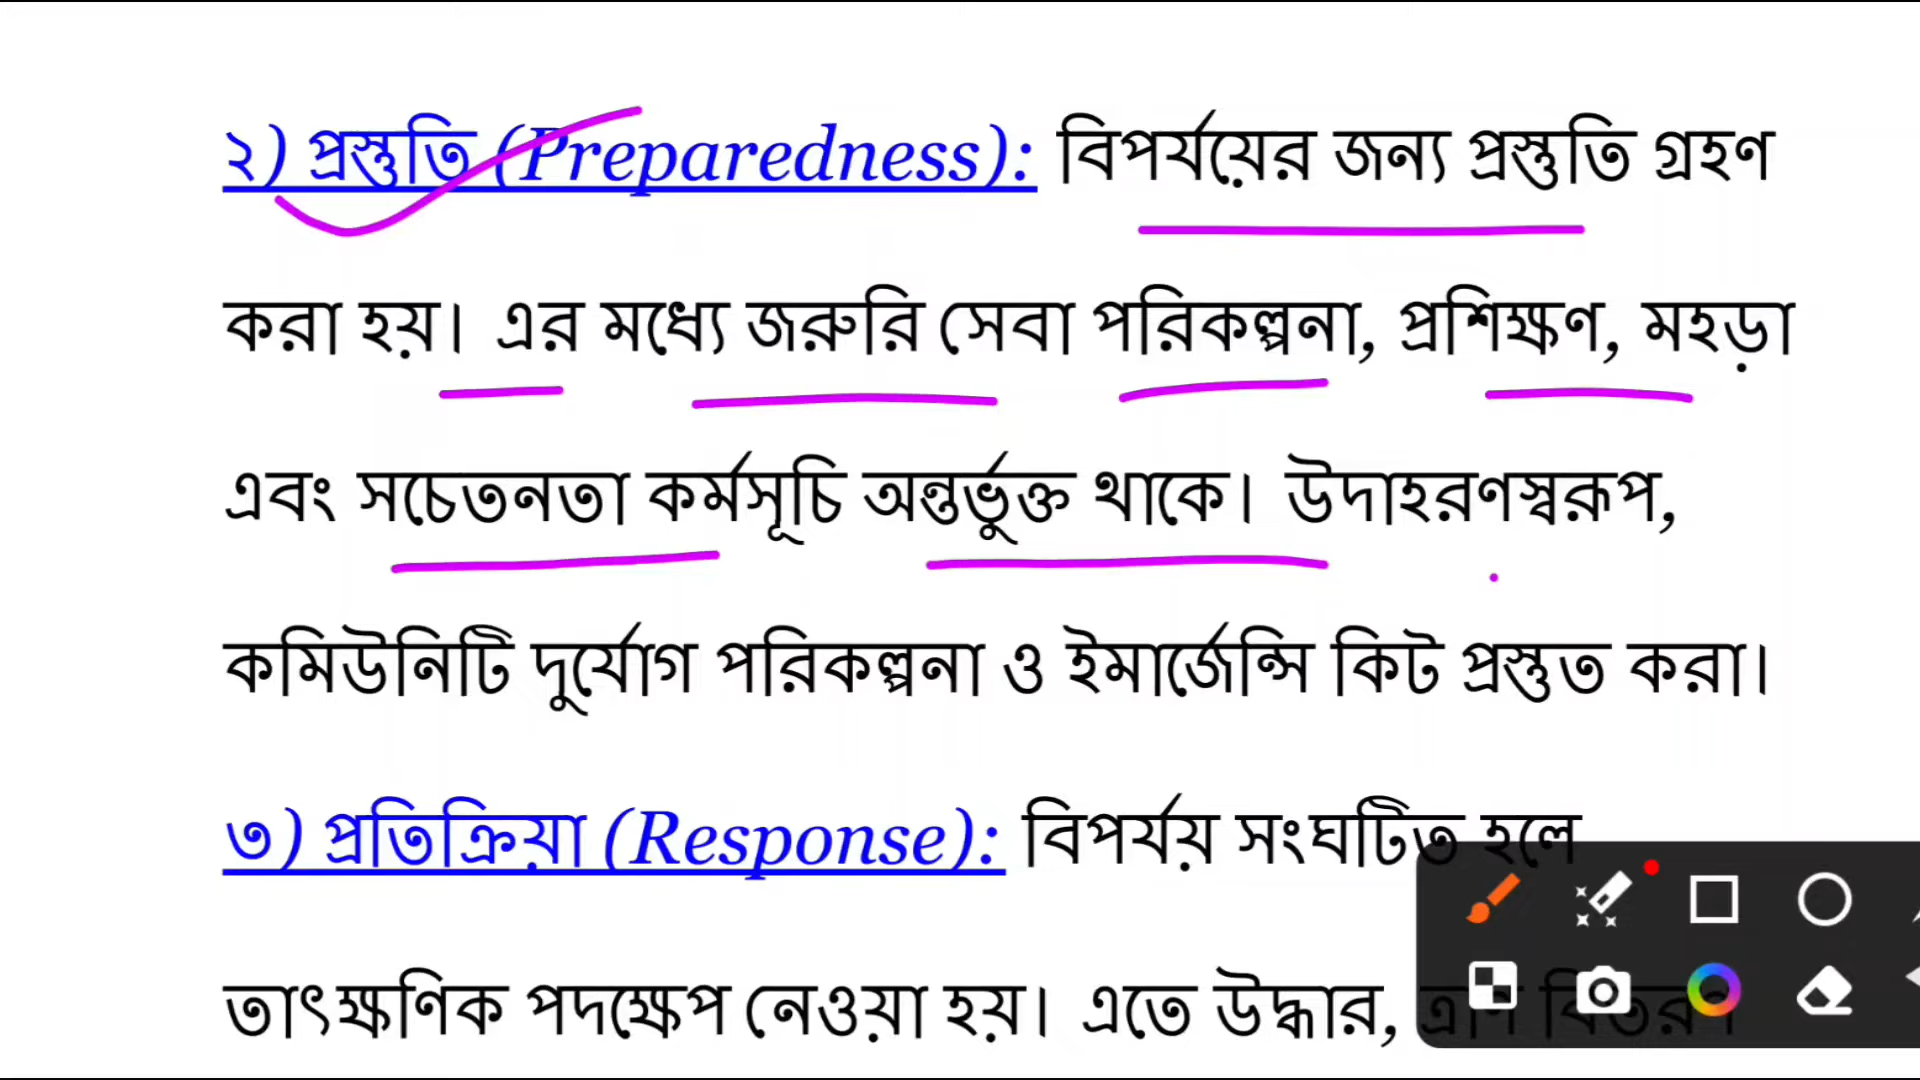 ২) প্রস্তুতি (Preparedness): বিপর্যয়ের জন্য প্রস্তুতি গ্রহণ
করা হয়। এর মধ্যে জরুরি সেবা পরিকল্পনা, প্রশিক্ষণ, মহড়া
এবং সচেতনতা কর্মসূচি অন্তর্ভুক্ত থাকে। উদাহরণস্বরূপ,
কমিউনিটি দুর্যোগ পরিকল্পনা ও ইমার্জেন্সি কিট প্রস্তুত করা।
৩) প্রতিক্রিয়া (Response): বিপর্যয় সংঘটিত হলে
তাৎক্ষণিক পদক্ষেপ নেওয়া হয়। এতে উদ্ধার, ত্রাণ বিতরণ